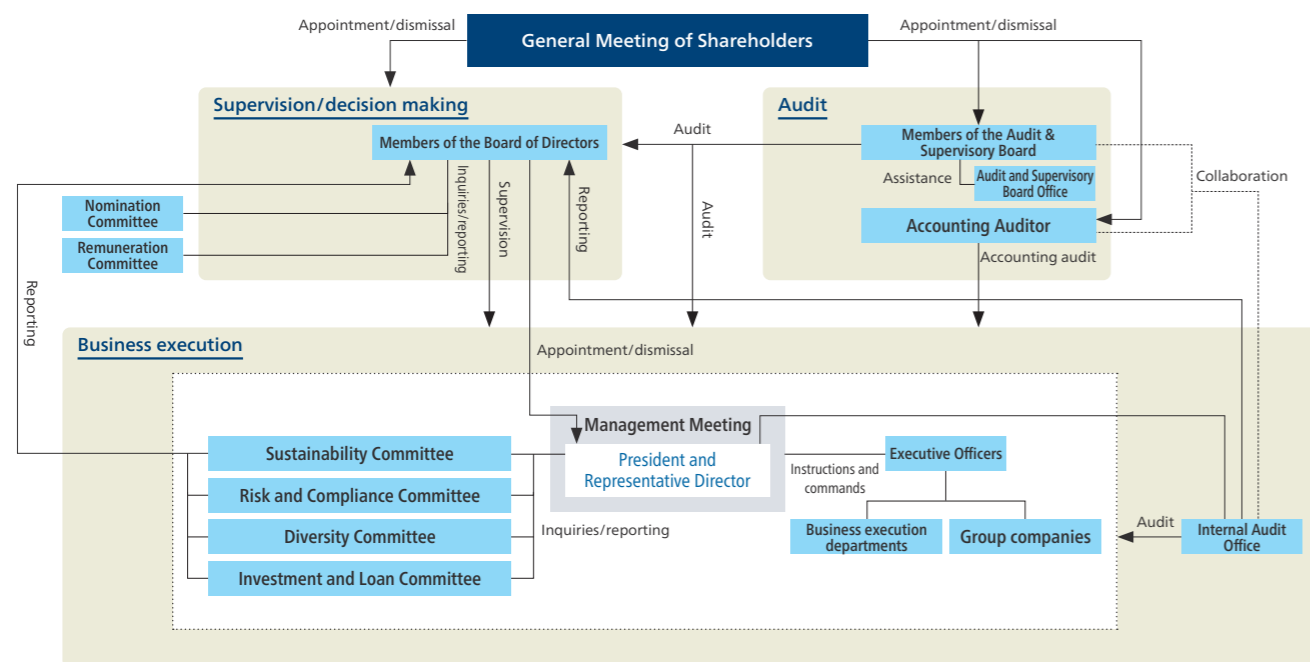 Appointment/dismissal
General Meeting of Shareholders
Appointment/dismissal
Supervision/decision making
Audit
Members of the Board of Directors
Audit
Members of the Audit &
Supervisory Board
Assistance
Audit and Supervisory
Board Office
Collaboration
Nomination
Committee
Remuneration
Committee
Inquiries/reporting
Supervision
Reporting
Audit
Accounting Auditor
Accounting audit
Reporting
Business execution
Appointment/dismissal
Management Meeting
President and
Representative Director
Sustainability Committee
Risk and Compliance Committee
Diversity Committee
Investment and Loan Committee
Inquiries/reporting
Instructions and
commands
Executive Officers
Business execution
departments
Group companies
Audit
Internal Audit
Office